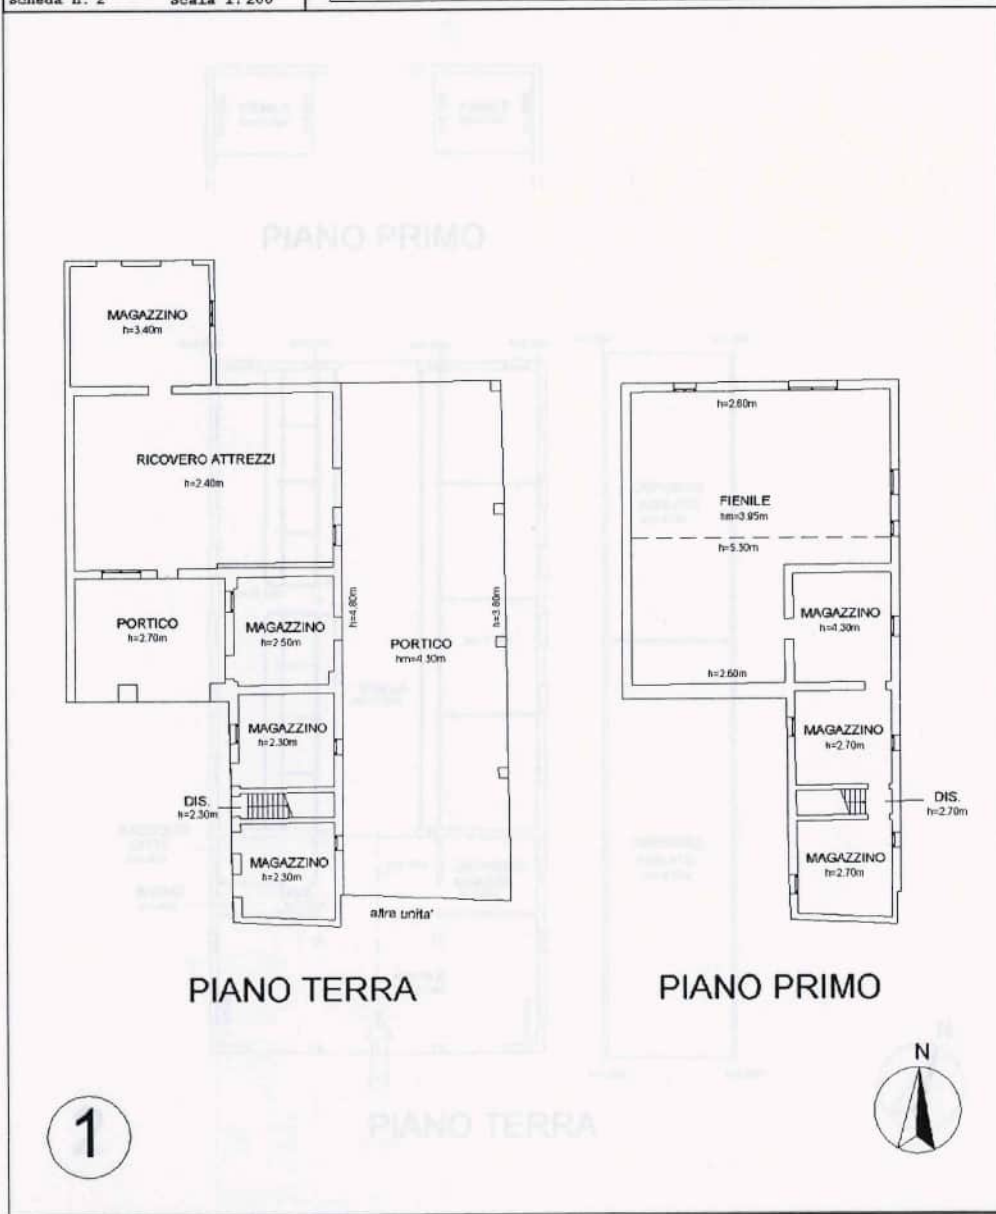 Scheda n. 2 Scala 1:200
MAGAZZINO
h=3.40m
RICOVERO ATTREZZI
h=2.40m
PORTICO
h=2.70m
MAGAZZINO
h=2.50m
h=4.80m
PORTICO
hm=4.30m
h=3.80m
MAGAZZINO
h=2.30m
DIS.
h=2.30m
MAGAZZINO
h=2.30m
altra unita'
PIANO TERRA
h=2.60m
FIENILE
hm=3.95m
h=5.30m
MAGAZZINO
h=4.30m
h=2.60m
MAGAZZINO
h=2.70m
DIS.
h=2.70m
MAGAZZINO
h=2.70m
PIANO PRIMO
N
1
PIANO PRIMO
PIANO TERRA